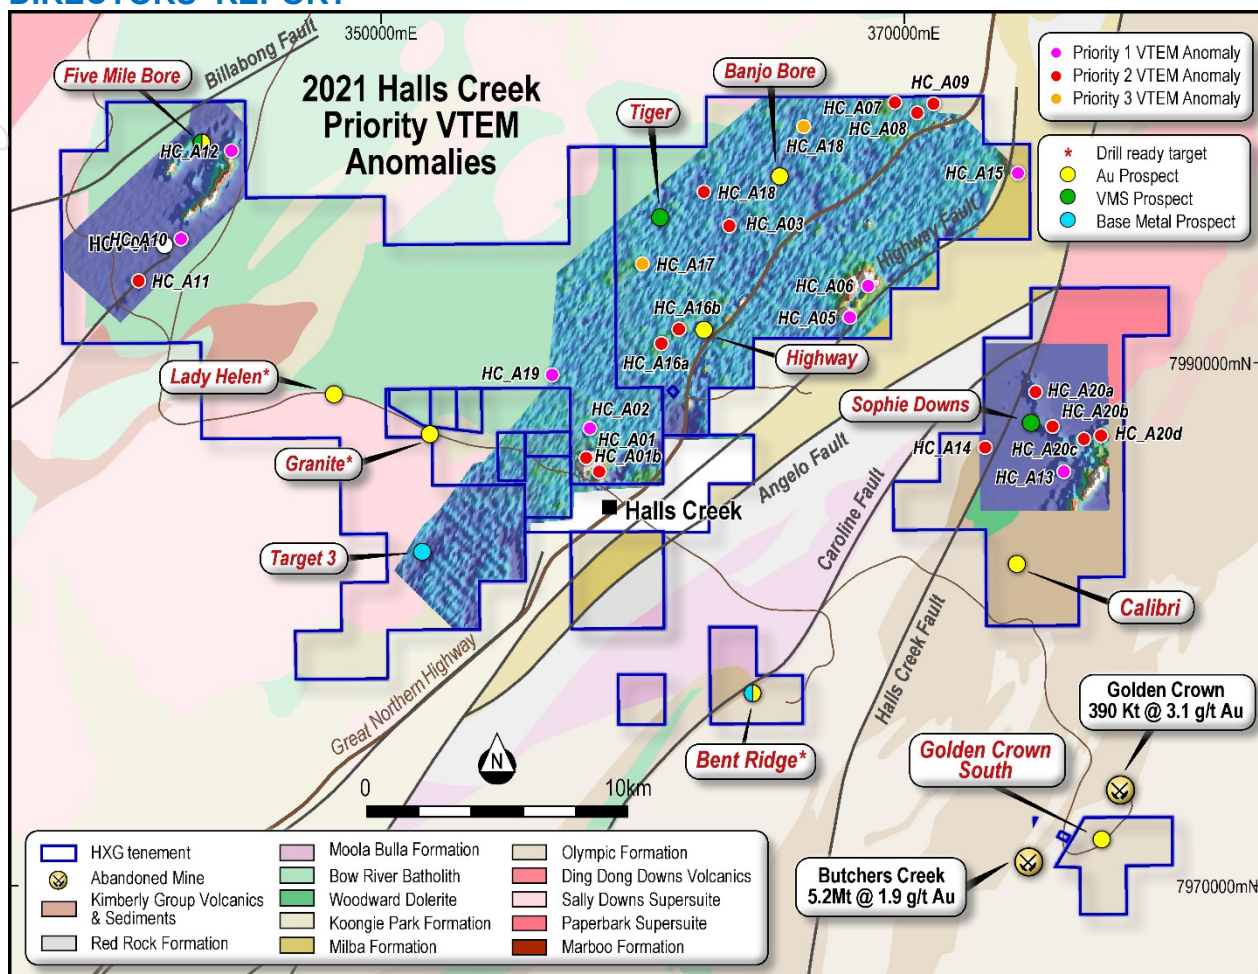 DIRECTORS' REPORT
350000mE
370000mE
2021 Halls Creek
Priority VTEM
Anomalies
Billabong Fault
Five Mile Bore
HC_A12
HC_A10
HC_A11
Tiger
Banjo Bore
HC_A07
HC_A09
HC_A08
HC_A18
HC_A18
HC_A03
HC_A15
HC_A17
HC_A16b
HC_A16a
HC_A06
HC_A05
Highway Fault
Highway
Priority 1 VTEM Anomaly
Priority 2 VTEM Anomaly
Priority 3 VTEM Anomaly
* Drill ready target
Au Prospect
VMS Prospect
Base Metal Prospect
7990000mN
Lady Helen*
HC_A19
HC_A02
HC_A01
HC_A01b
Granite*
Halls Creek
Target 3
Angelo Fault
Caroline Fault
Halls Creek Fault
Sophie Downs
HC_A20a
HC_A20b
HC_A20c
HC_A20d
HC_A14
HC_A13
Calibri
Great Northern Highway
N
0
10km
Bent Ridge*
Golden Crown
390 Kt @ 3.1 g/t Au
Golden Crown
South
Butchers Creek
5.2Mt @ 1.9 g/t Au
7970000mN
HXG tenement
Abandoned Mine
Kimberly Group Volcanics
& Sediments
Red Rock Formation
Moola Bulla Formation
Bow River Batholith
Woodward Dolerite
Koongie Park Formation
Milba Formation
Olympic Formation
Ding Dong Downs Volcanics
Sally Downs Supersuite
Paperbark Supersuite
Marboo Formation